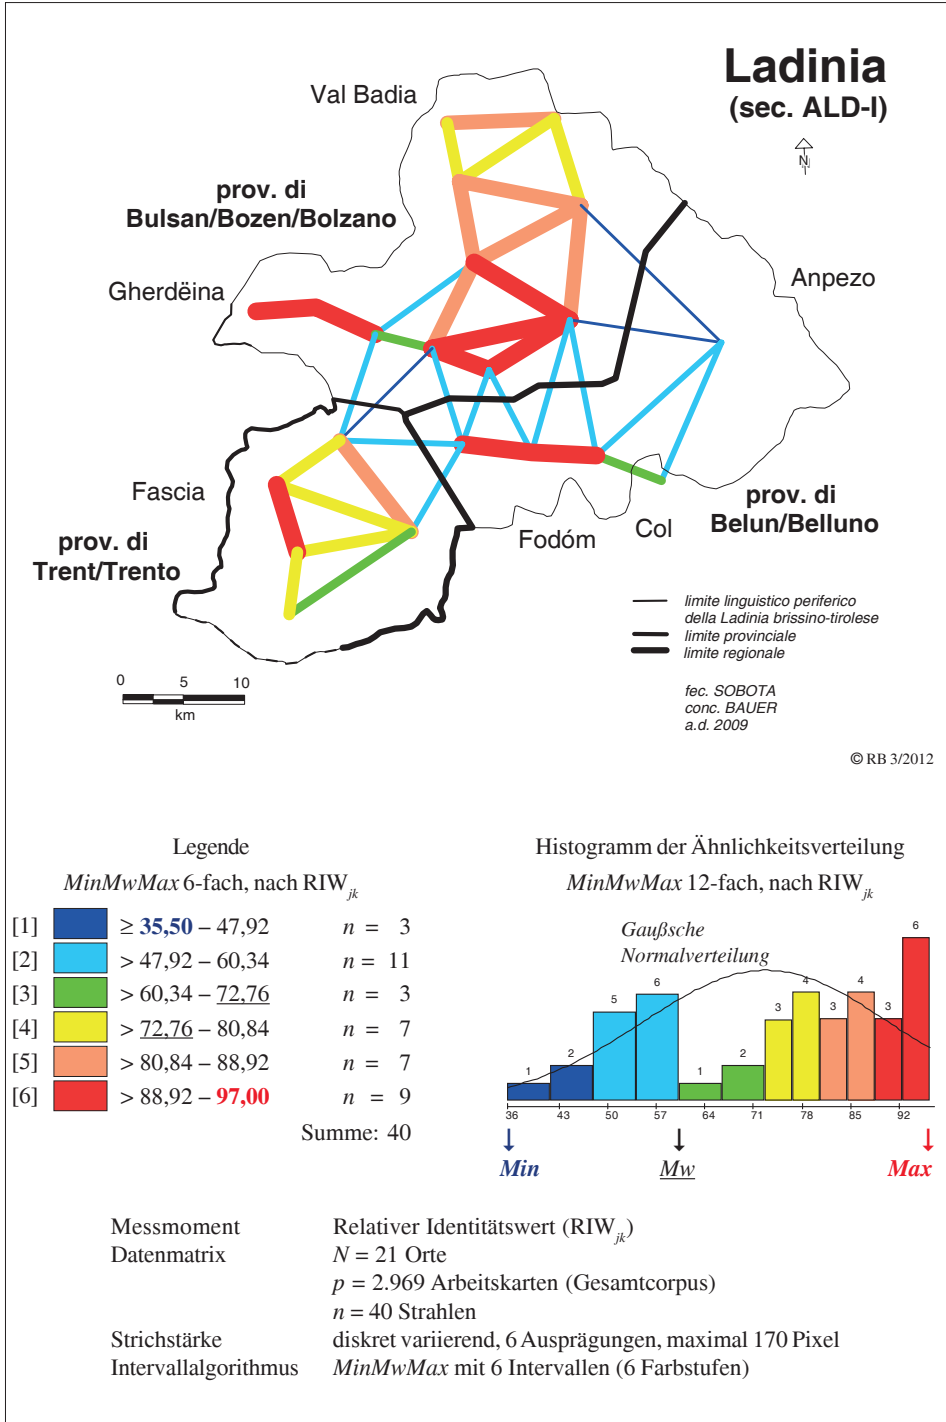 Ladinia
(sec. ALD-I)
N
Val Badia
prov. di
Bulsan/Bozen/Bolzano
Gherdëina
Anpezo
Fascia
prov. di
Trent/Trento
Fodóm
Col
prov. di
Belun/Belluno
limite linguistico periferico
della Ladinia brissino-tirolese
limite provinciale
limite regionale
0 5 10
km
fec. SOBOTA
conc. BAUER
a.d. 2009
© RB 3/2012
Legende
MinMwMax 6-fach, nach RIWjk
[1] ≥ 35,50 – 47,92 n = 3
[2] > 47,92 – 60,34 n = 11
[3] > 60,34 – 72,76 n = 3
[4] > 72,76 – 80,84 n = 7
[5] > 80,84 – 88,92 n = 7
[6] > 88,92 – 97,00 n = 9
Summe: 40
Histogramm der Ähnlichkeitsverteilung
MinMwMax 12-fach, nach RIWjk
Gaußsche
Normalverteilung
1 2 5 6 1 2 3 4 3 4 3 6
36 43 50 57 64 71 78 85 92
Min Mw Max
Messmoment Relativer Identitätswert (RIWjk)
Datenmatrix N = 21 Orte
p = 2.969 Arbeitskarten (Gesamtcorpus)
n = 40 Strahlen
Strichstärke diskret variierend, 6 Ausprägungen, maximal 170 Pixel
Intervallalgorithmus MinMwMax mit 6 Intervallen (6 Farbstufen)